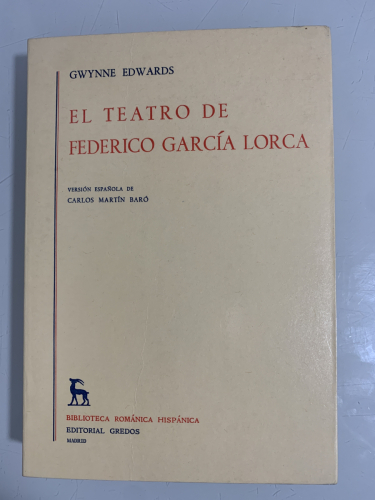 GWYNNE EDWARDS
EL TEATRO DE
FEDERICO GARCÍA LORCA
VERSIÓN ESPAÑOLA DE
CARLOS MARTÍN BARÓ
BIBLIOTECA ROMÁNICA HISPÁNICA
EDITORIAL GREDOS
MADRID